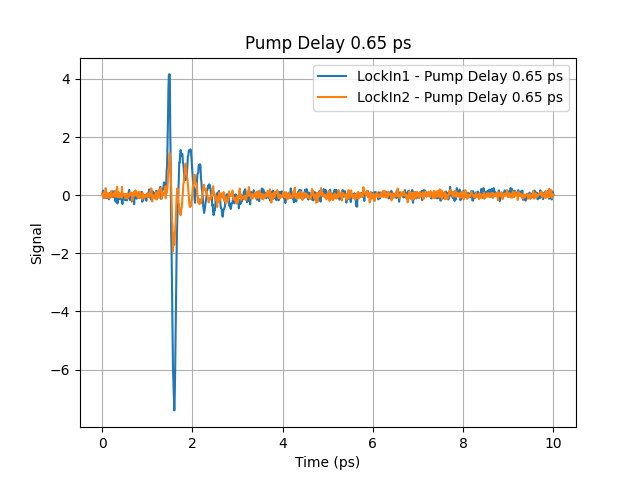 Pump Delay 0.65 ps
LockIn1 - Pump Delay 0.65 ps
LockIn2 - Pump Delay 0.65 ps
4
2
0
−2
−4
−6
Signal
0 2 4 6 8 10
Time (ps)